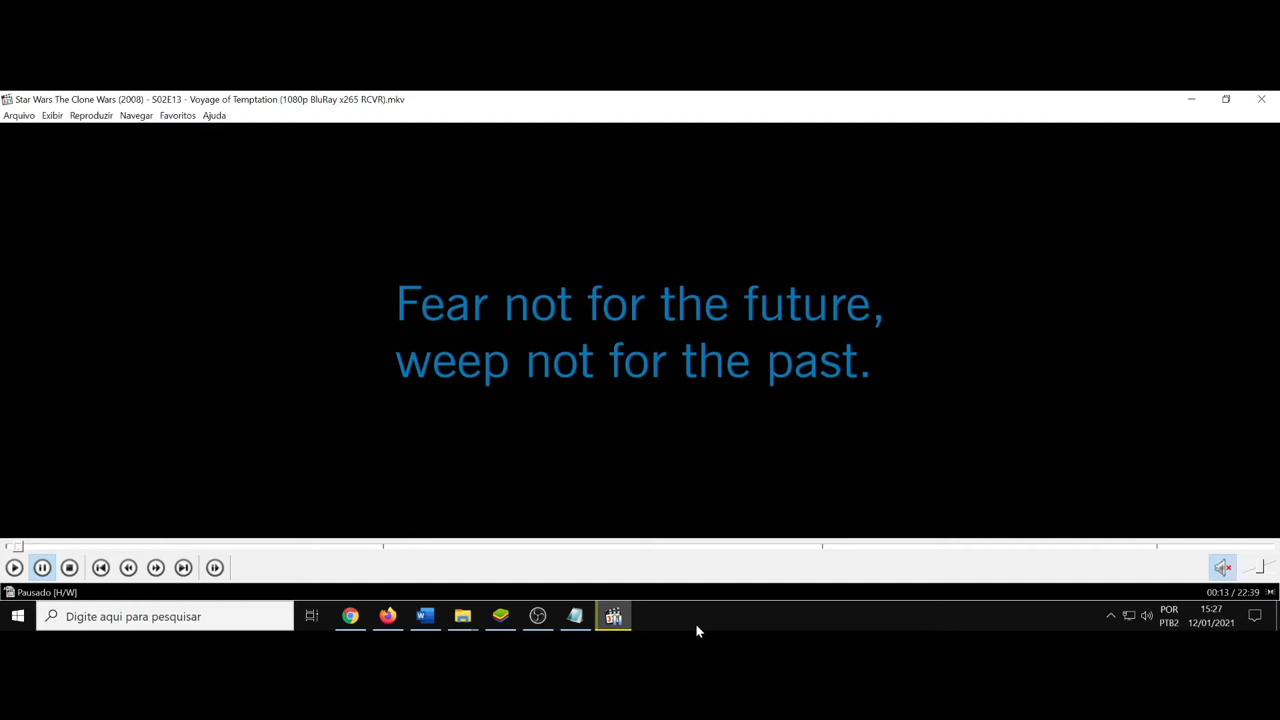 Star Wars The Clone Wars (2008) - S02E13 - Voyage of Temptation (1080p BluRay x265 RCVR).mkv
Arquivo Exibir Reproduzir Navegar Favoritos Ajuda
Fear not for the future,
weep not for the past.
Pausado [H/W]
00:13 / 22:39
Digite aqui para pesquisar
POR
PTB2
15:27
12/01/2021